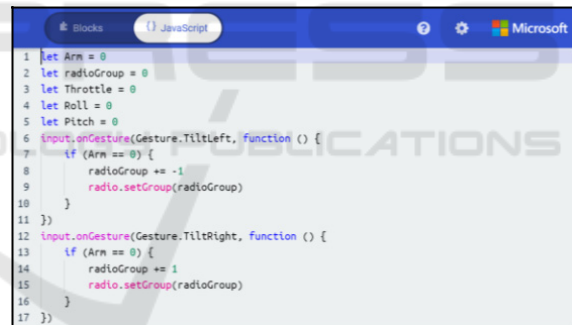 Blocks {} JavaScript ? Microsoft
1 let Arm = 0
2 let radioGroup = 0
3 let Throttle = 0
4 let Roll = 0
5 let Pitch = 0
6 input.onGesture(Gesture.TiltLeft, function () {
7 if (Arm == 0) {
8 radioGroup += -1
9 radio.setGroup(radioGroup)
10 }
11 })
12 input.onGesture(Gesture.TiltRight, function () {
13 if (Arm == 0) {
14 radioGroup += 1
15 radio.setGroup(radioGroup)
16 }
17 })